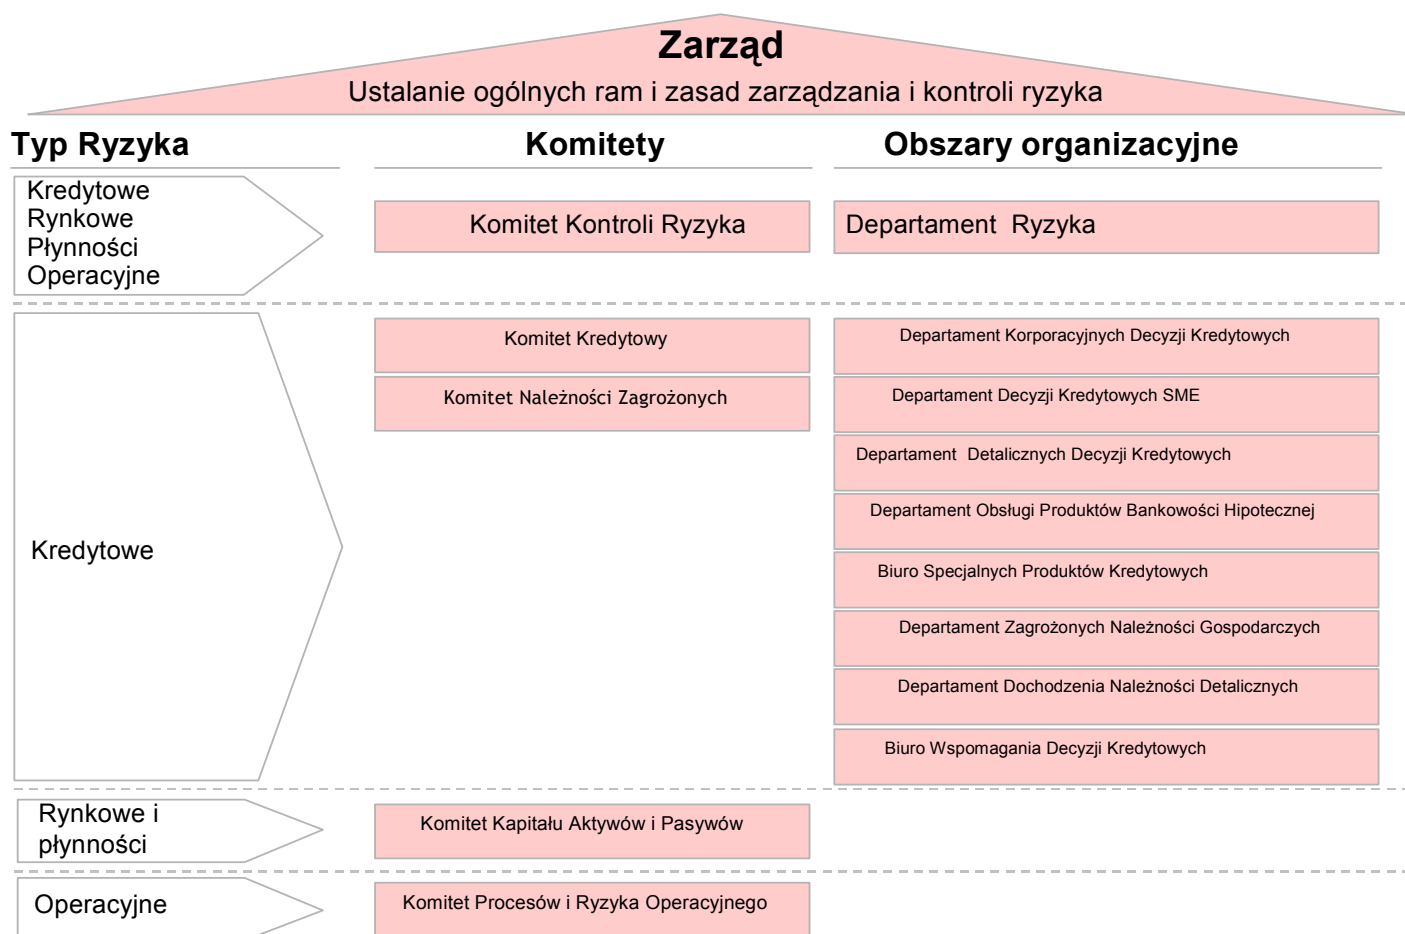 Zarząd
Ustalanie ogólnych ram i zasad zarządzania i kontroli ryzyka
Typ Ryzyka
Komitety
Obszary organizacyjne
Kredytowe
Rynkowe
Płynności
Operacyjne
Komitet Kontroli Ryzyka
Departament Ryzyka
Kredytowe
Komitet Kredytowy
Komitet Należności Zagrożonych
Departament Korporacyjnych Decyzji Kredytowych
Departament Decyzji Kredytowych SME
Departament Detalicznych Decyzji Kredytowych
Departament Obsługi Produktów Bankowości Hipotecznej
Biuro Specjalnych Produktów Kredytowych
Departament Zagrożonych Należności Gospodarczych
Departament Dochodzenia Należności Detalicznych
Biuro Wspomagania Decyzji Kredytowych
Rynkowe i
płynności
Komitet Kapitału Aktywów i Pasywów
Operacyjne
Komitet Procesów i Ryzyka Operacyjnego